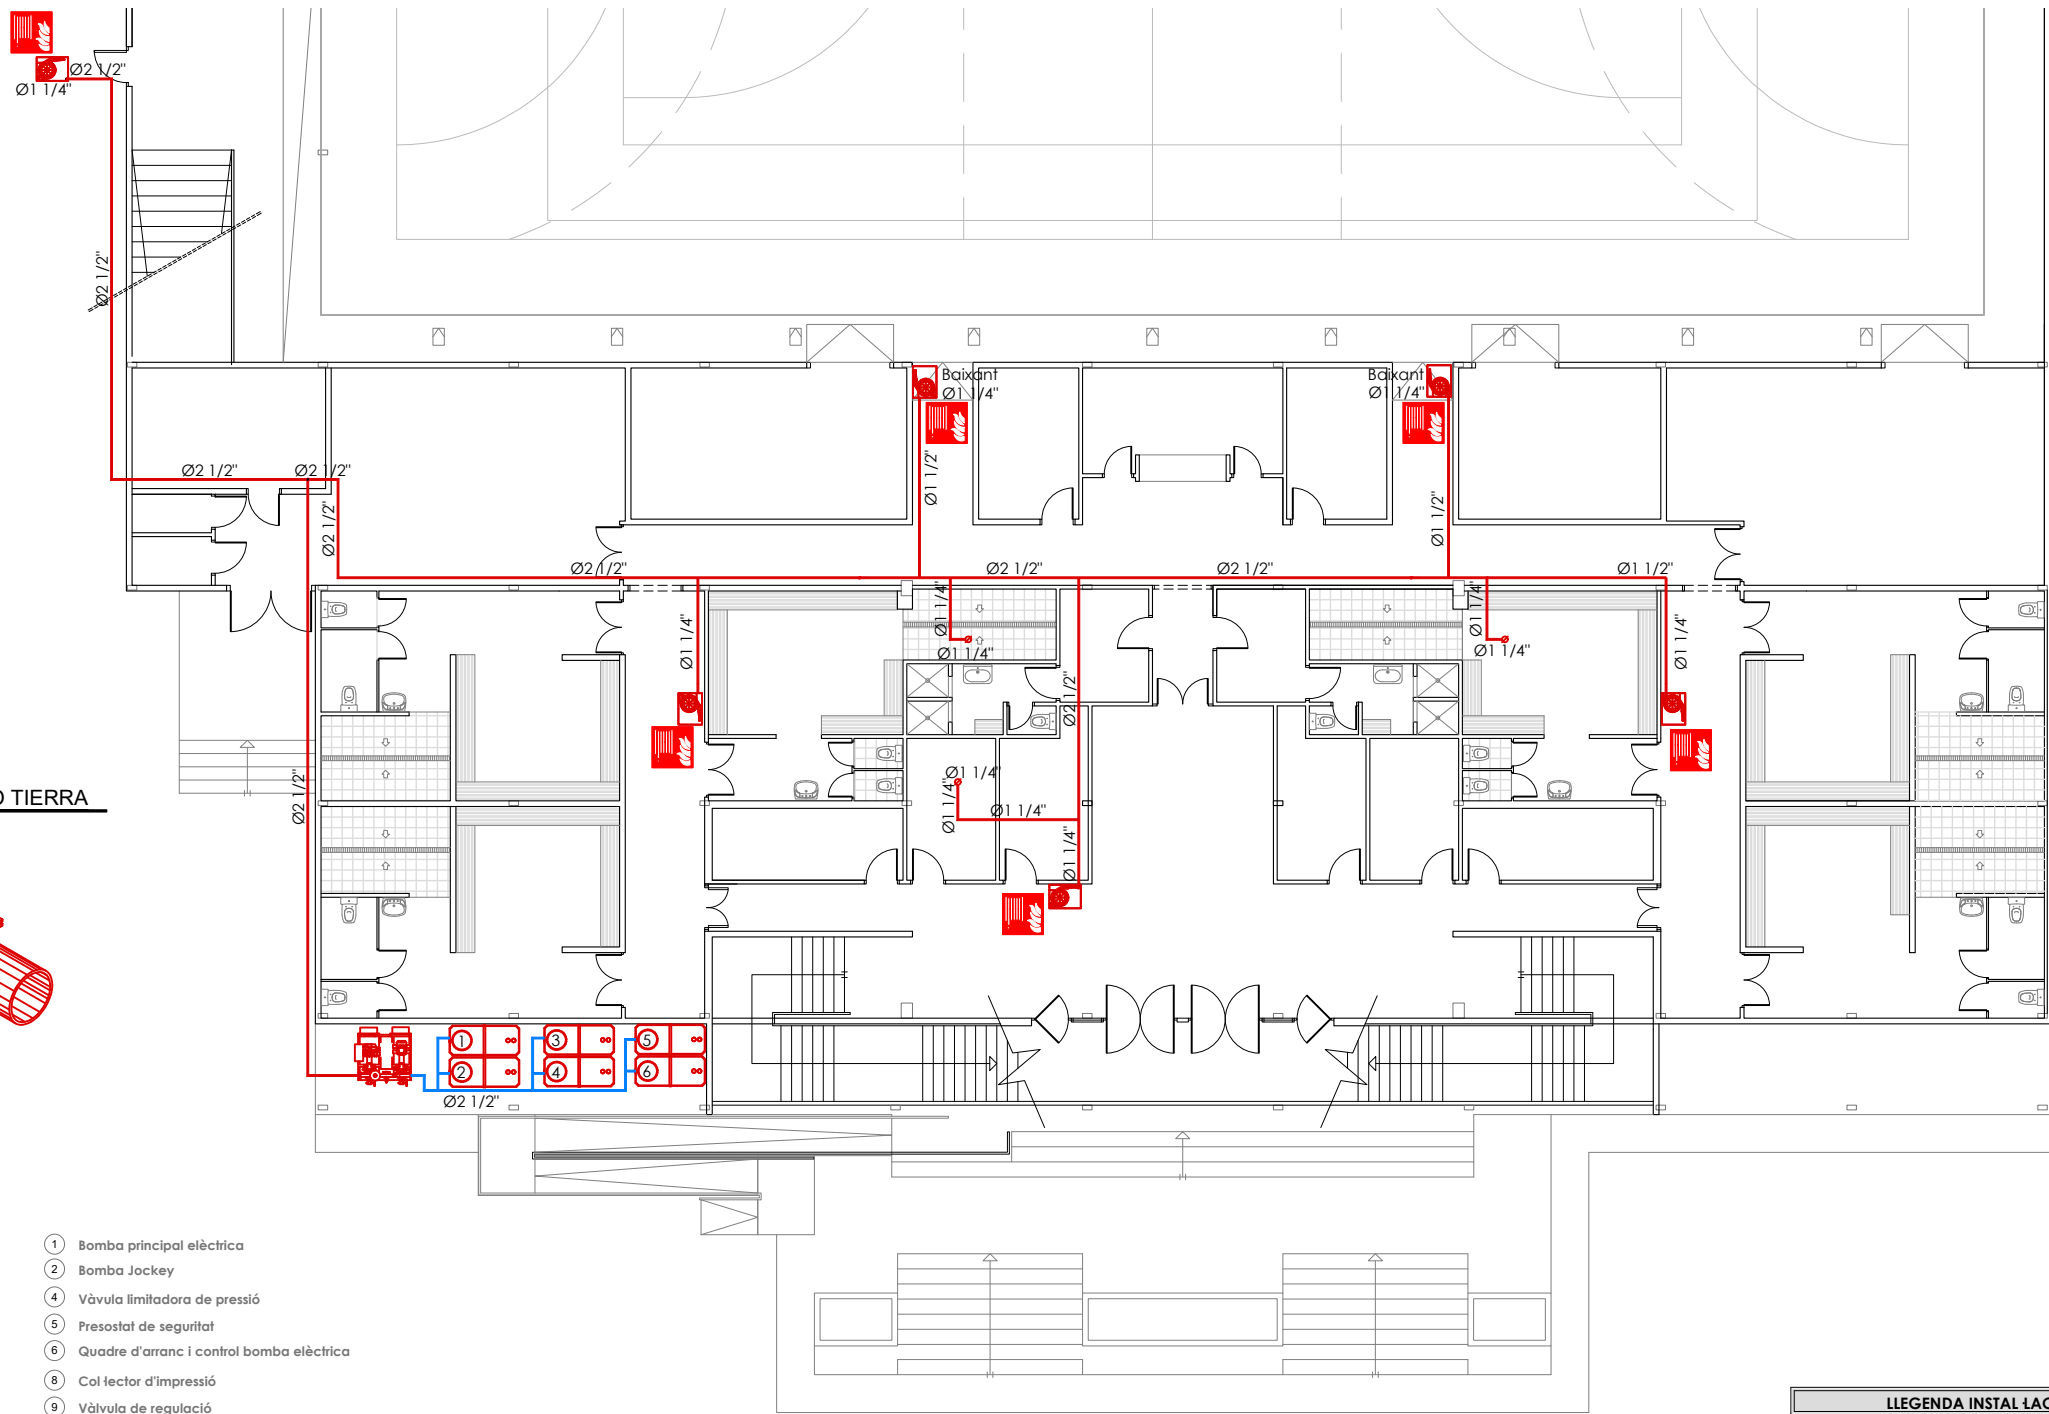 Ø2 1/2"
Ø1 1/4"
Ø2 1/2"
Baixant
Ø1 1/4"
Baixant
Ø1 1/4"
Ø2 1/2"
Ø2 1/2"
Ø1 1/2"
Ø1 1/2"
Ø2 1/2"
Ø2 1/2"
Ø2 1/2"
Ø2 1/2"
Ø1 1/2"
Ø1 1/4"
Ø1 1/4"
Ø1 1/4"
Ø1 1/4"
Ø1 1/4"
Ø1 1/4"
Ø2 1/2"
Ø2 1/2"
Ø1 1/4"
Ø1 1/4"
Ø1 1/4"
Ø1 1/4"
O TIERRA
1
3
5
2
4
6
Ø2 1/2"
1 Bomba principal elèctrica
2 Bomba Jockey
4 Vàvula limitadora de pressió
5 Presostat de seguritat
6 Quadre d'arranc i control bomba elèctrica
8 Col·lector d'impressió
9 Vàlvula de regulació
LLEGENDA INSTAL·LAC